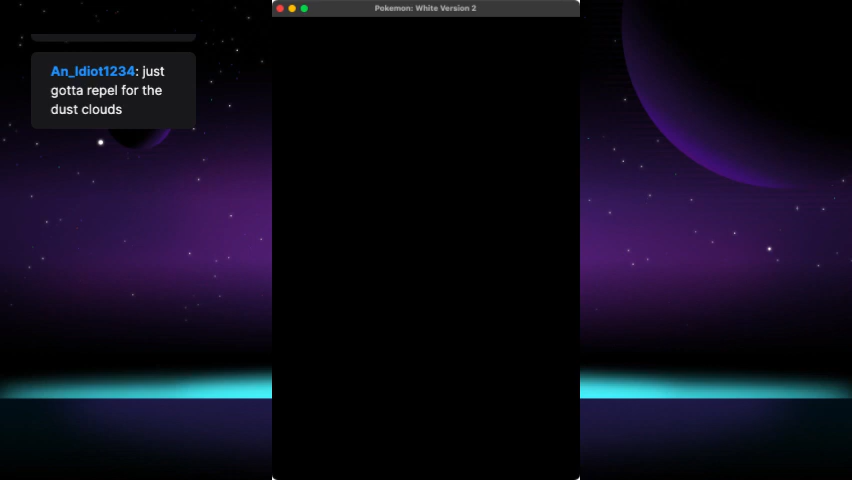 Pokemon: White Version 2
An_Idiot1234: just
gotta repel for the
dust clouds